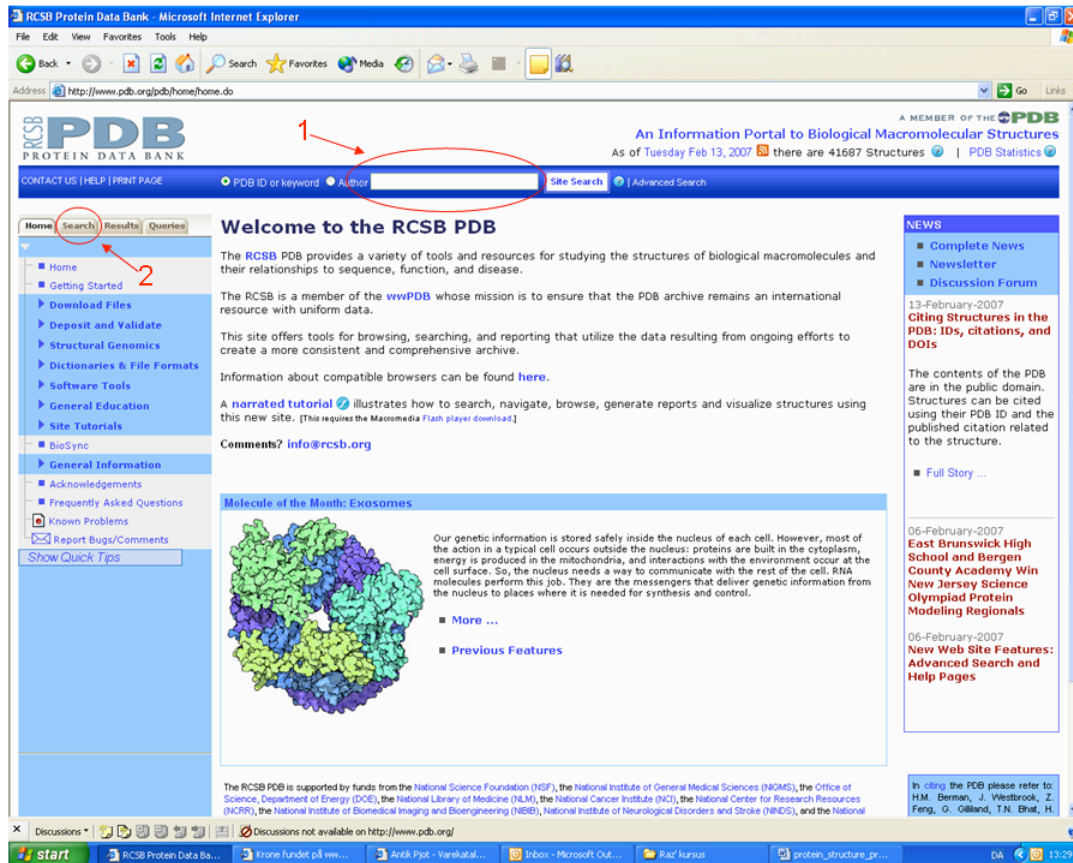 RCSB Protein Data Bank - Microsoft Internet Explorer
File Edit View Favorites Tools Help
Back Search Favorites Media
Address http://www.pdb.org/pdb/home/home.do Go Links
RCSB PDB
PROTEIN DATA BANK
A MEMBER OF THE PDB
An Information Portal to Biological Macromolecular Structures
As of Tuesday Feb 13, 2007 there are 41687 Structures ? | PDB Statistics ?
1
CONTACT US | HELP | PRINT PAGE PDB ID or keyword Author Site Search ? | Advanced Search
Home Search Results Queries
2
Home
Getting Started
Download Files
Deposit and Validate
Structural Genomics
Dictionaries & File Formats
Software Tools
General Education
Site Tutorials
BioSync
General Information
Acknowledgements
Frequently Asked Questions
Known Problems
Report Bugs/Comments
Show Quick Tips
Welcome to the RCSB PDB
The RCSB PDB provides a variety of tools and resources for studying the structures of biological macromolecules and
their relationships to sequence, function, and disease.
The RCSB is a member of the wwPDB whose mission is to ensure that the PDB archive remains an international
resource with uniform data.
This site offers tools for browsing, searching, and reporting that utilize the data resulting from ongoing efforts to
create a more consistent and comprehensive archive.
Information about compatible browsers can be found here.
A narrated tutorial illustrates how to search, navigate, browse, generate reports and visualize structures using
this new site. [This requires the Macromedia Flash player download.]
Comments? info@rcsb.org
Molecule of the Month: Exosomes
Our genetic information is stored safely inside the nucleus of each cell. However, most of
the action in a typical cell occurs outside the nucleus: proteins are built in the cytoplasm,
energy is produced in the mitochondria, and interactions with the environment occur at the
cell surface. So, the nucleus needs a way to communicate with the rest of the cell. RNA
molecules perform this job. They are the messengers that deliver genetic information from
the nucleus to places where it is needed for synthesis and control.
More ...
Previous Features
The RCSB PDB is supported by funds from the National Science Foundation (NSF), the National Institute of General Medical Sciences (NIGMS), the Office of
Science, Department of Energy (DOE), the National Library of Medicine (NLM), the National Cancer Institute (NCI), the National Center for Research Resources
(NCRR), the National Institute of Biomedical Imaging and Bioengineering (NIBIB), the National Institute of Neurological Disorders and Stroke (NINDS), and the National
NEWS
Complete News
Newsletter
Discussion Forum
13-February-2007
Citing Structures in the
PDB: IDs, citations, and
DOIs
The contents of the PDB
are in the public domain.
Structures can be cited
using their PDB ID and the
published citation related
to the structure.
Full Story ...
06-February-2007
East Brunswick High
School and Bergen
County Academy Win
New Jersey Science
Olympiad Protein
Modeling Regionals
06-February-2007
New Web Site Features:
Advanced Search and
Help Pages
In citing the PDB please refer to:
H.M. Berman, J. Westbrook, Z.
Feng, G. Gilliland, T.N. Bhat, H.
Discussions Discussions not available on http://www.pdb.org/
start RCSB Protein Data Ba... Krone fundet på ww... Antik Pjot - Varekatal... Inbox - Microsoft Out... Raz' kursus protein_structure_pr... DA 13:29